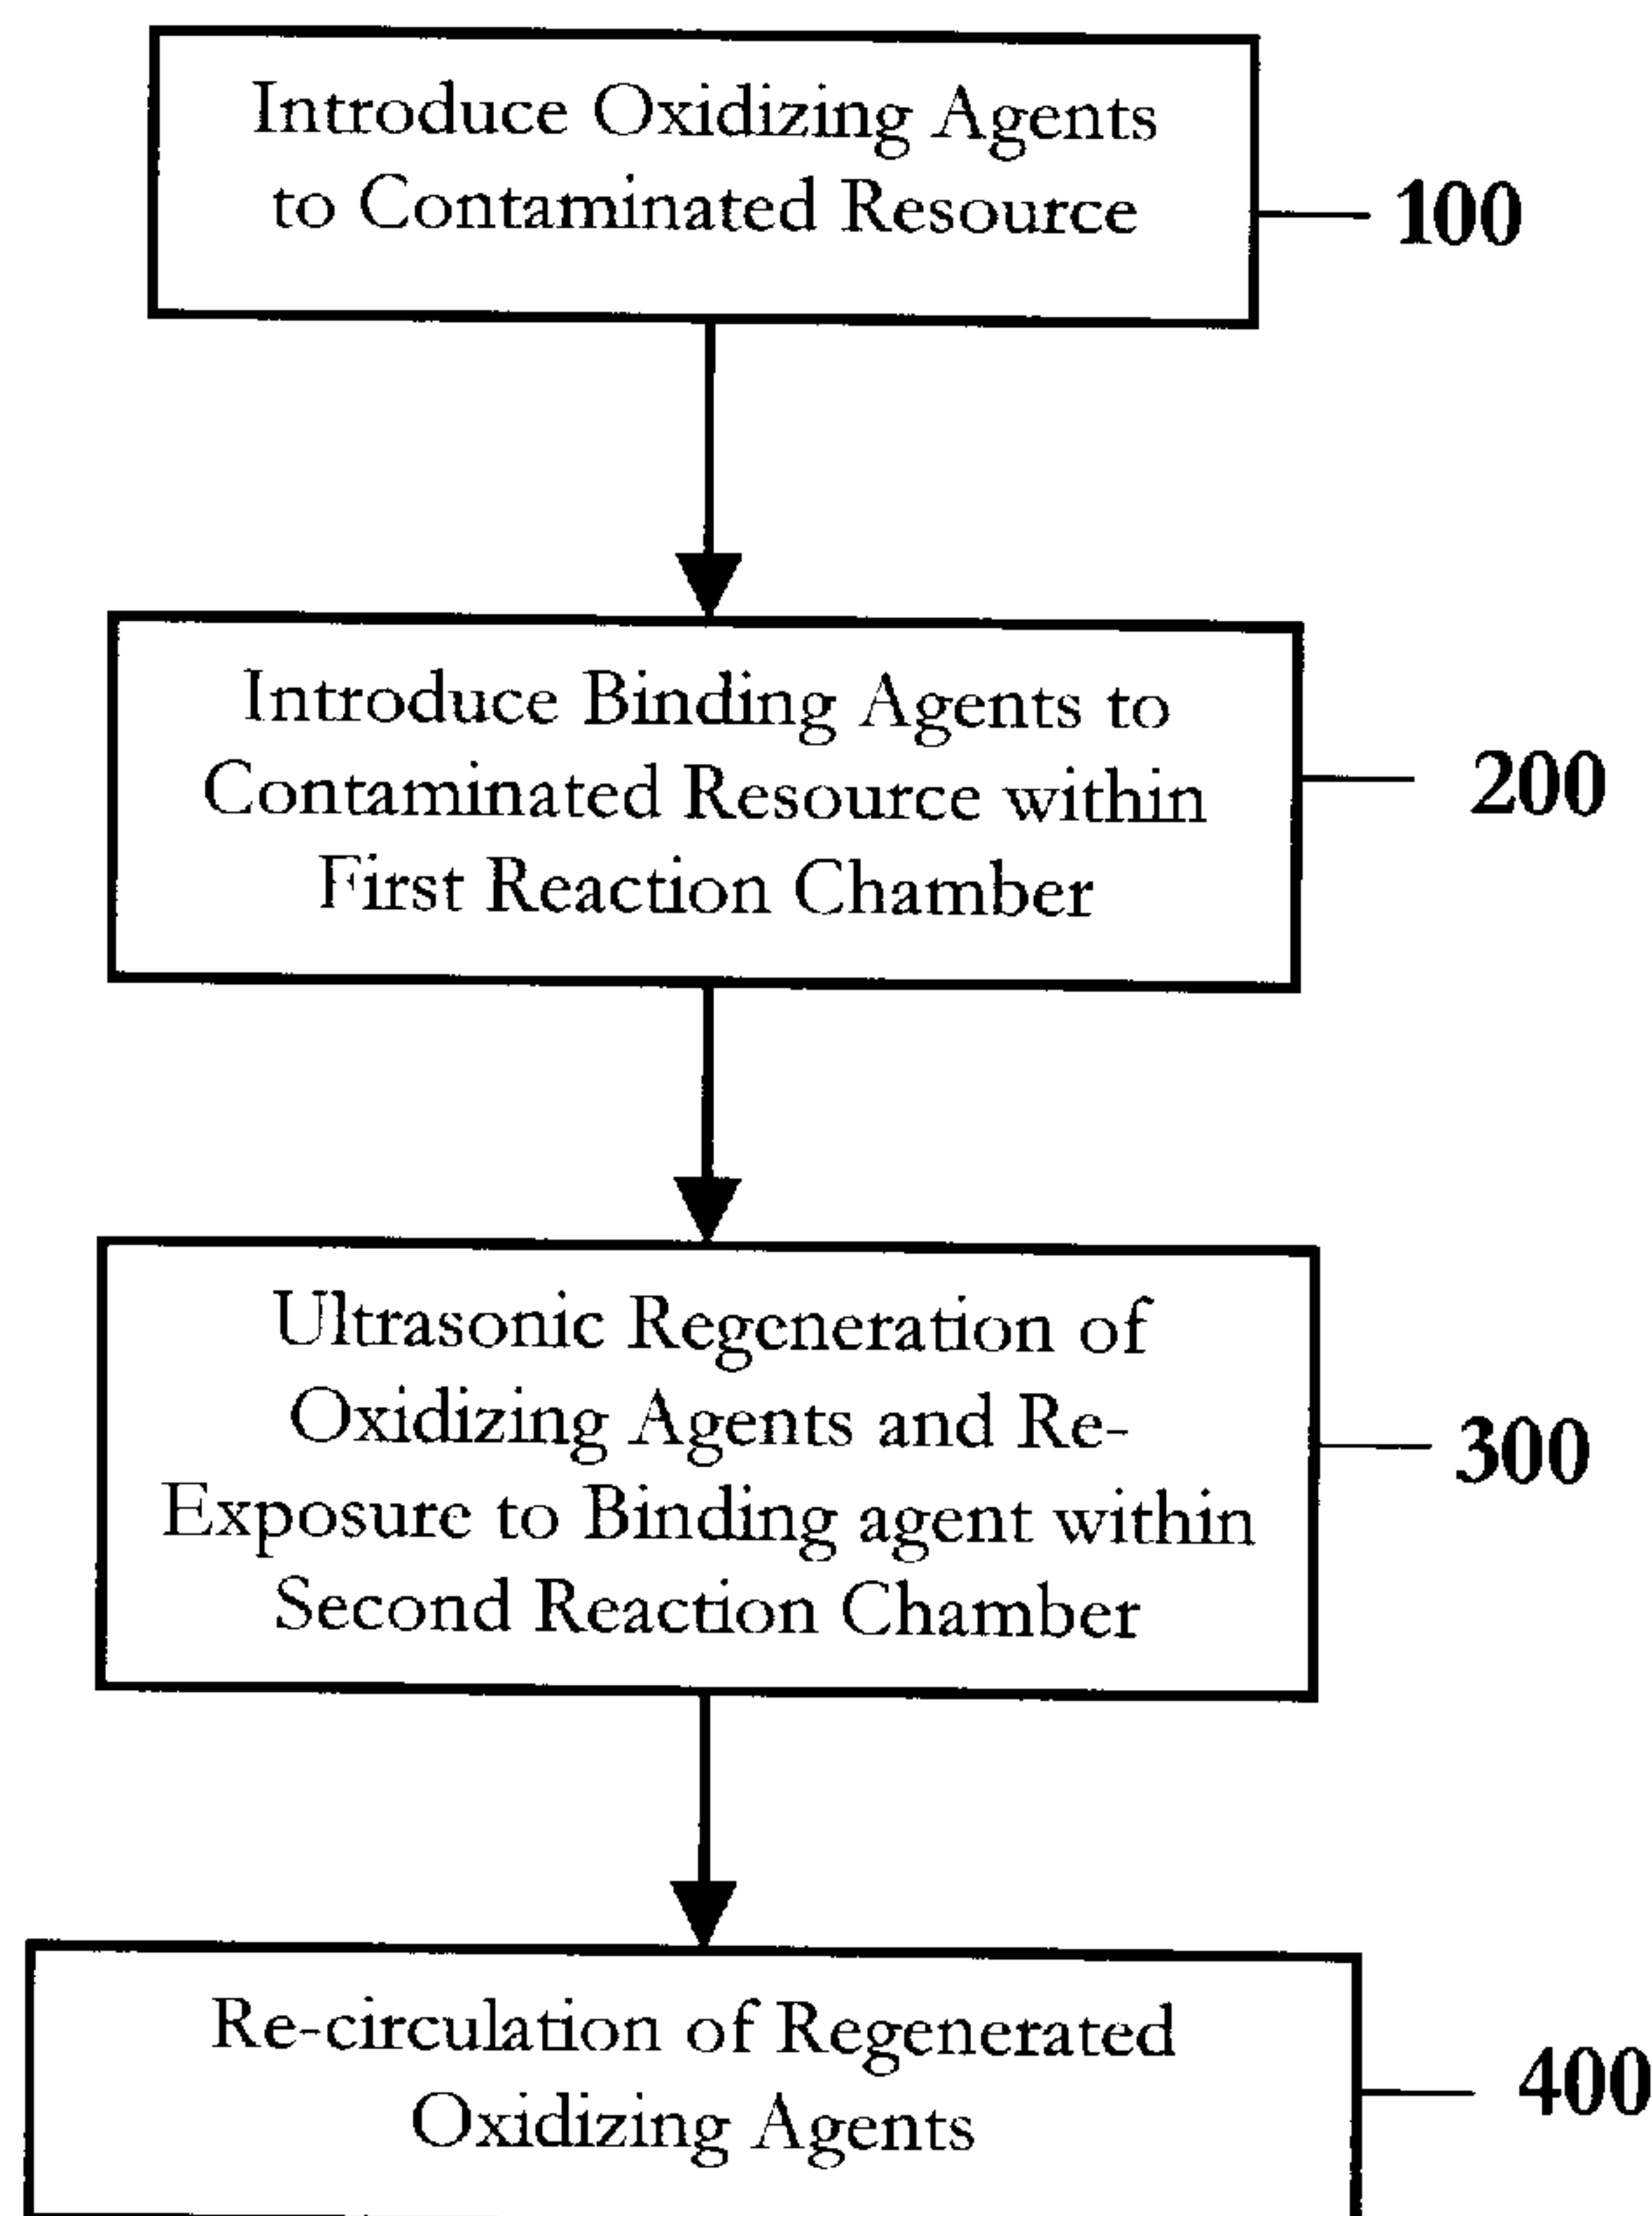 Introduce Oxidizing Agents
to Contaminated Resource
100
Introduce Binding Agents to
Contaminated Resource within
First Reaction Chamber
200
Ultrasonic Regeneration of
Oxidizing Agents and Re-
Exposure to Binding agent within
Second Reaction Chamber
300
Re-circulation of Regenerated
Oxidizing Agents
400